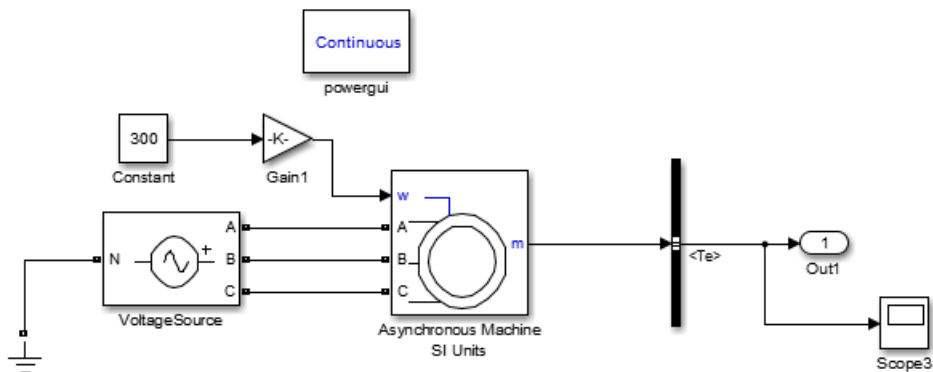 Continuous
powergui
300
Constant
-K-
Gain1
w
A
B
C
m
Asynchronous Machine
SI Units
N
+
A
B
C
VoltageSource
<Te>
1
Out1
Scope3